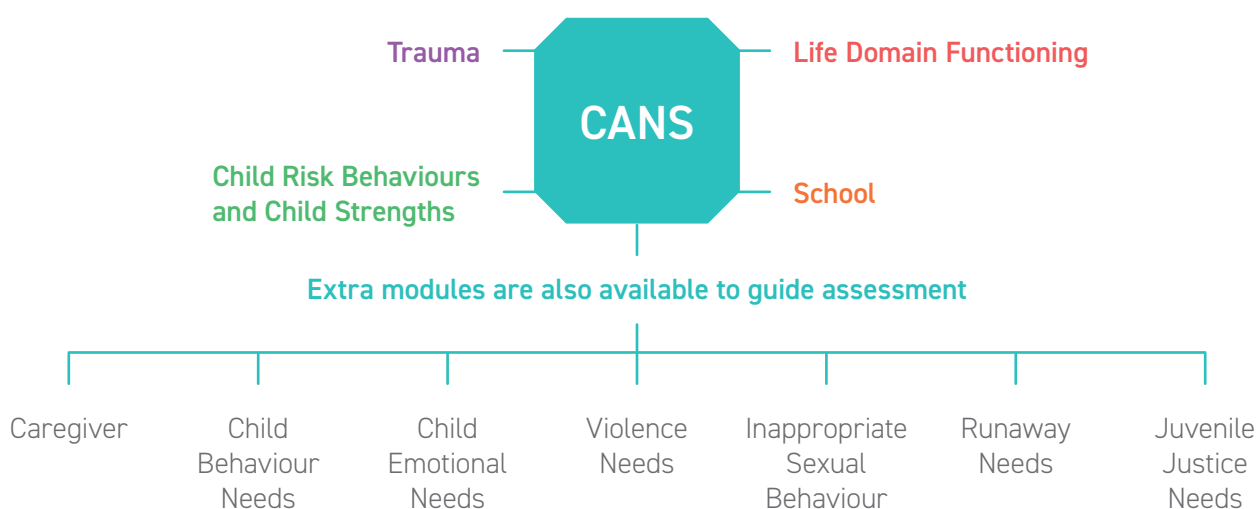 Trauma
Life Domain Functioning
CANS
Child Risk Behaviours
and Child Strengths
School
Extra modules are also available to guide assessment
Caregiver
Child
Behaviour
Needs
Child
Emotional
Needs
Violence
Needs
Inappropriate
Sexual
Behaviour
Runaway
Needs
Juvenile
Justice
Needs